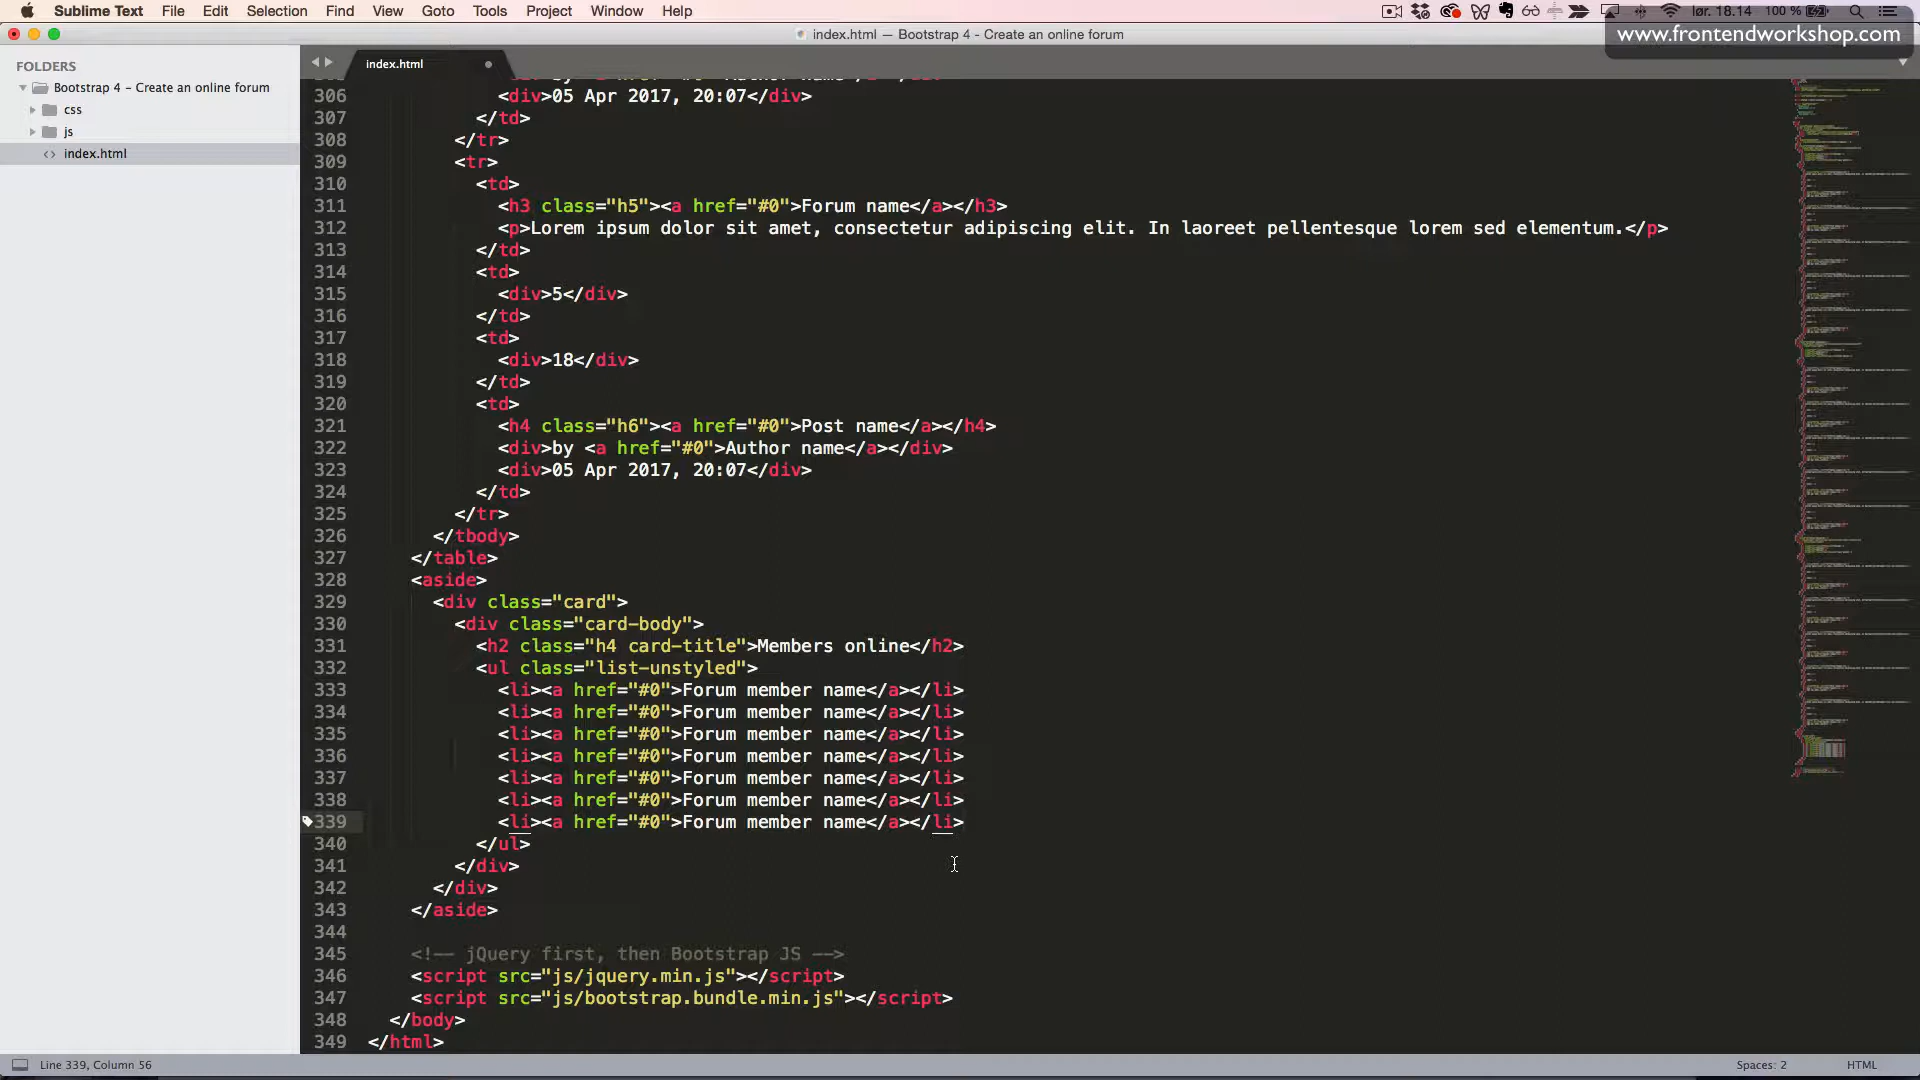 Sublime Text File Edit Selection Find View Goto Tools Project Window Help lør. 18.14 100 %
index.html — Bootstrap 4 - Create an online forum
www.frontendworkshop.com
FOLDERS
Bootstrap 4 - Create an online forum
css
js
index.html
index.html
306 <div>05 Apr 2017, 20:07</div>
307 </td>
308 </tr>
309 <tr>
310 <td>
311 <h3 class="h5"><a href="#0">Forum name</a></h3>
312 <p>Lorem ipsum dolor sit amet, consectetur adipiscing elit. In laoreet pellentesque lorem sed elementum.</p>
313 </td>
314 <td>
315 <div>5</div>
316 </td>
317 <td>
318 <div>18</div>
319 </td>
320 <td>
321 <h4 class="h6"><a href="#0">Post name</a></h4>
322 <div>by <a href="#0">Author name</a></div>
323 <div>05 Apr 2017, 20:07</div>
324 </td>
325 </tr>
326 </tbody>
327 </table>
328 <aside>
329 <div class="card">
330 <div class="card-body">
331 <h2 class="h4 card-title">Members online</h2>
332 <ul class="list-unstyled">
333 <li><a href="#0">Forum member name</a></li>
334 <li><a href="#0">Forum member name</a></li>
335 <li><a href="#0">Forum member name</a></li>
336 <li><a href="#0">Forum member name</a></li>
337 <li><a href="#0">Forum member name</a></li>
338 <li><a href="#0">Forum member name</a></li>
339 <li><a href="#0">Forum member name</a></li>
340 </ul>
341 </div>
342 </div>
343 </aside>
344
345 <!-- jQuery first, then Bootstrap JS -->
346 <script src="js/jquery.min.js"></script>
347 <script src="js/bootstrap.bundle.min.js"></script>
348 </body>
349 </html>
Line 339, Column 56 Spaces: 2 HTML